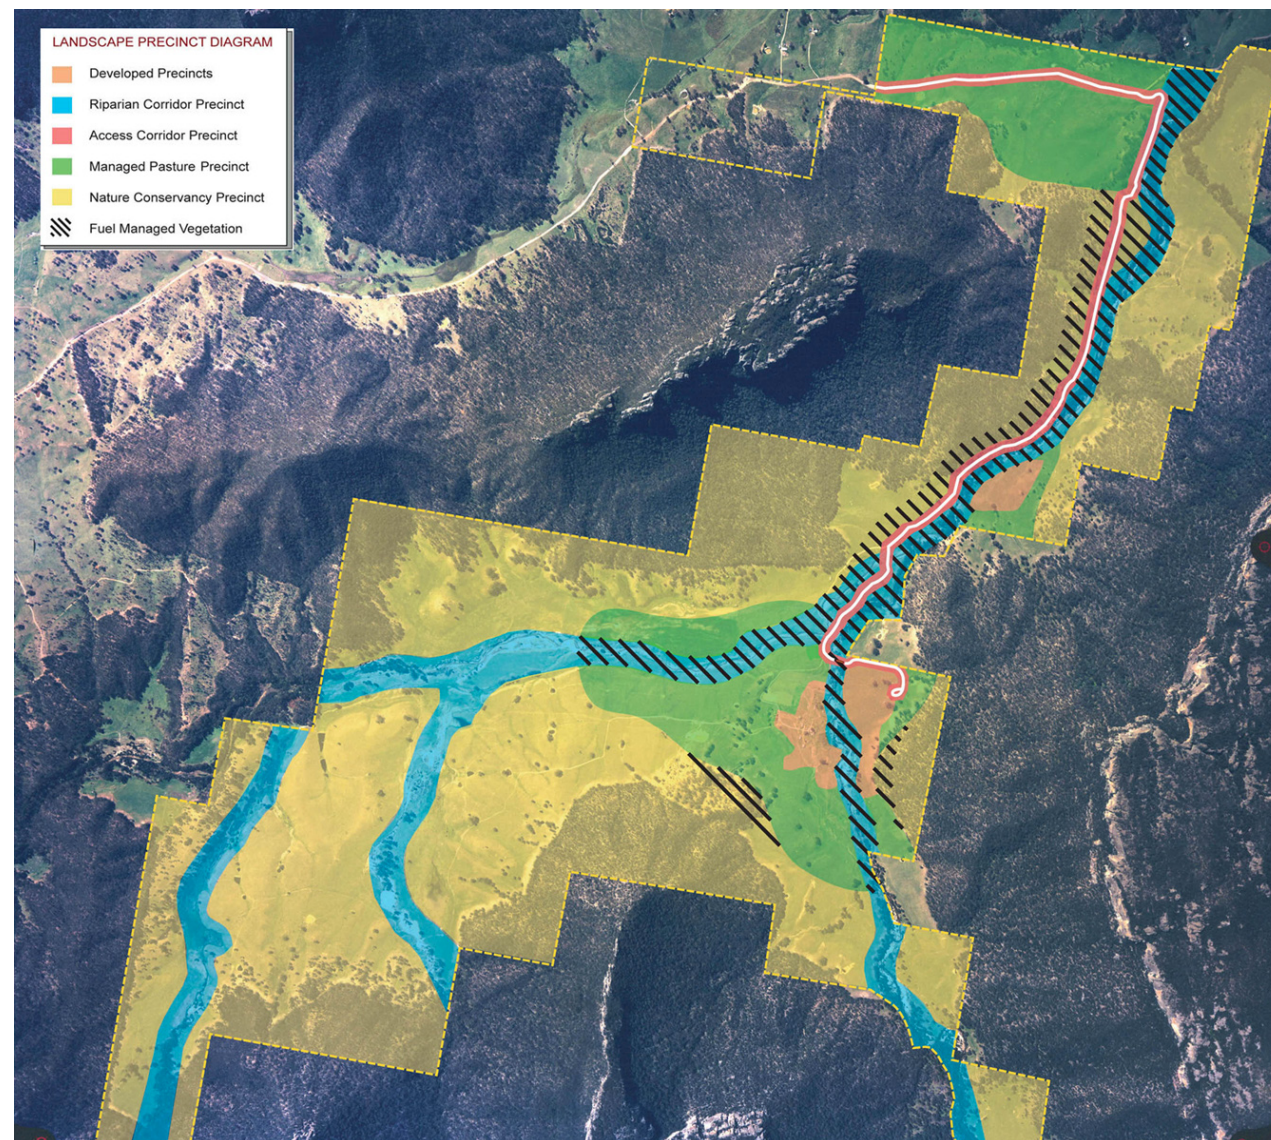 LANDSCAPE PRECINCT DIAGRAM
Developed Precincts
Riparian Corridor Precinct
Access Corridor Precinct
Managed Pasture Precinct
Nature Conservancy Precinct
Fuel Managed Vegetation